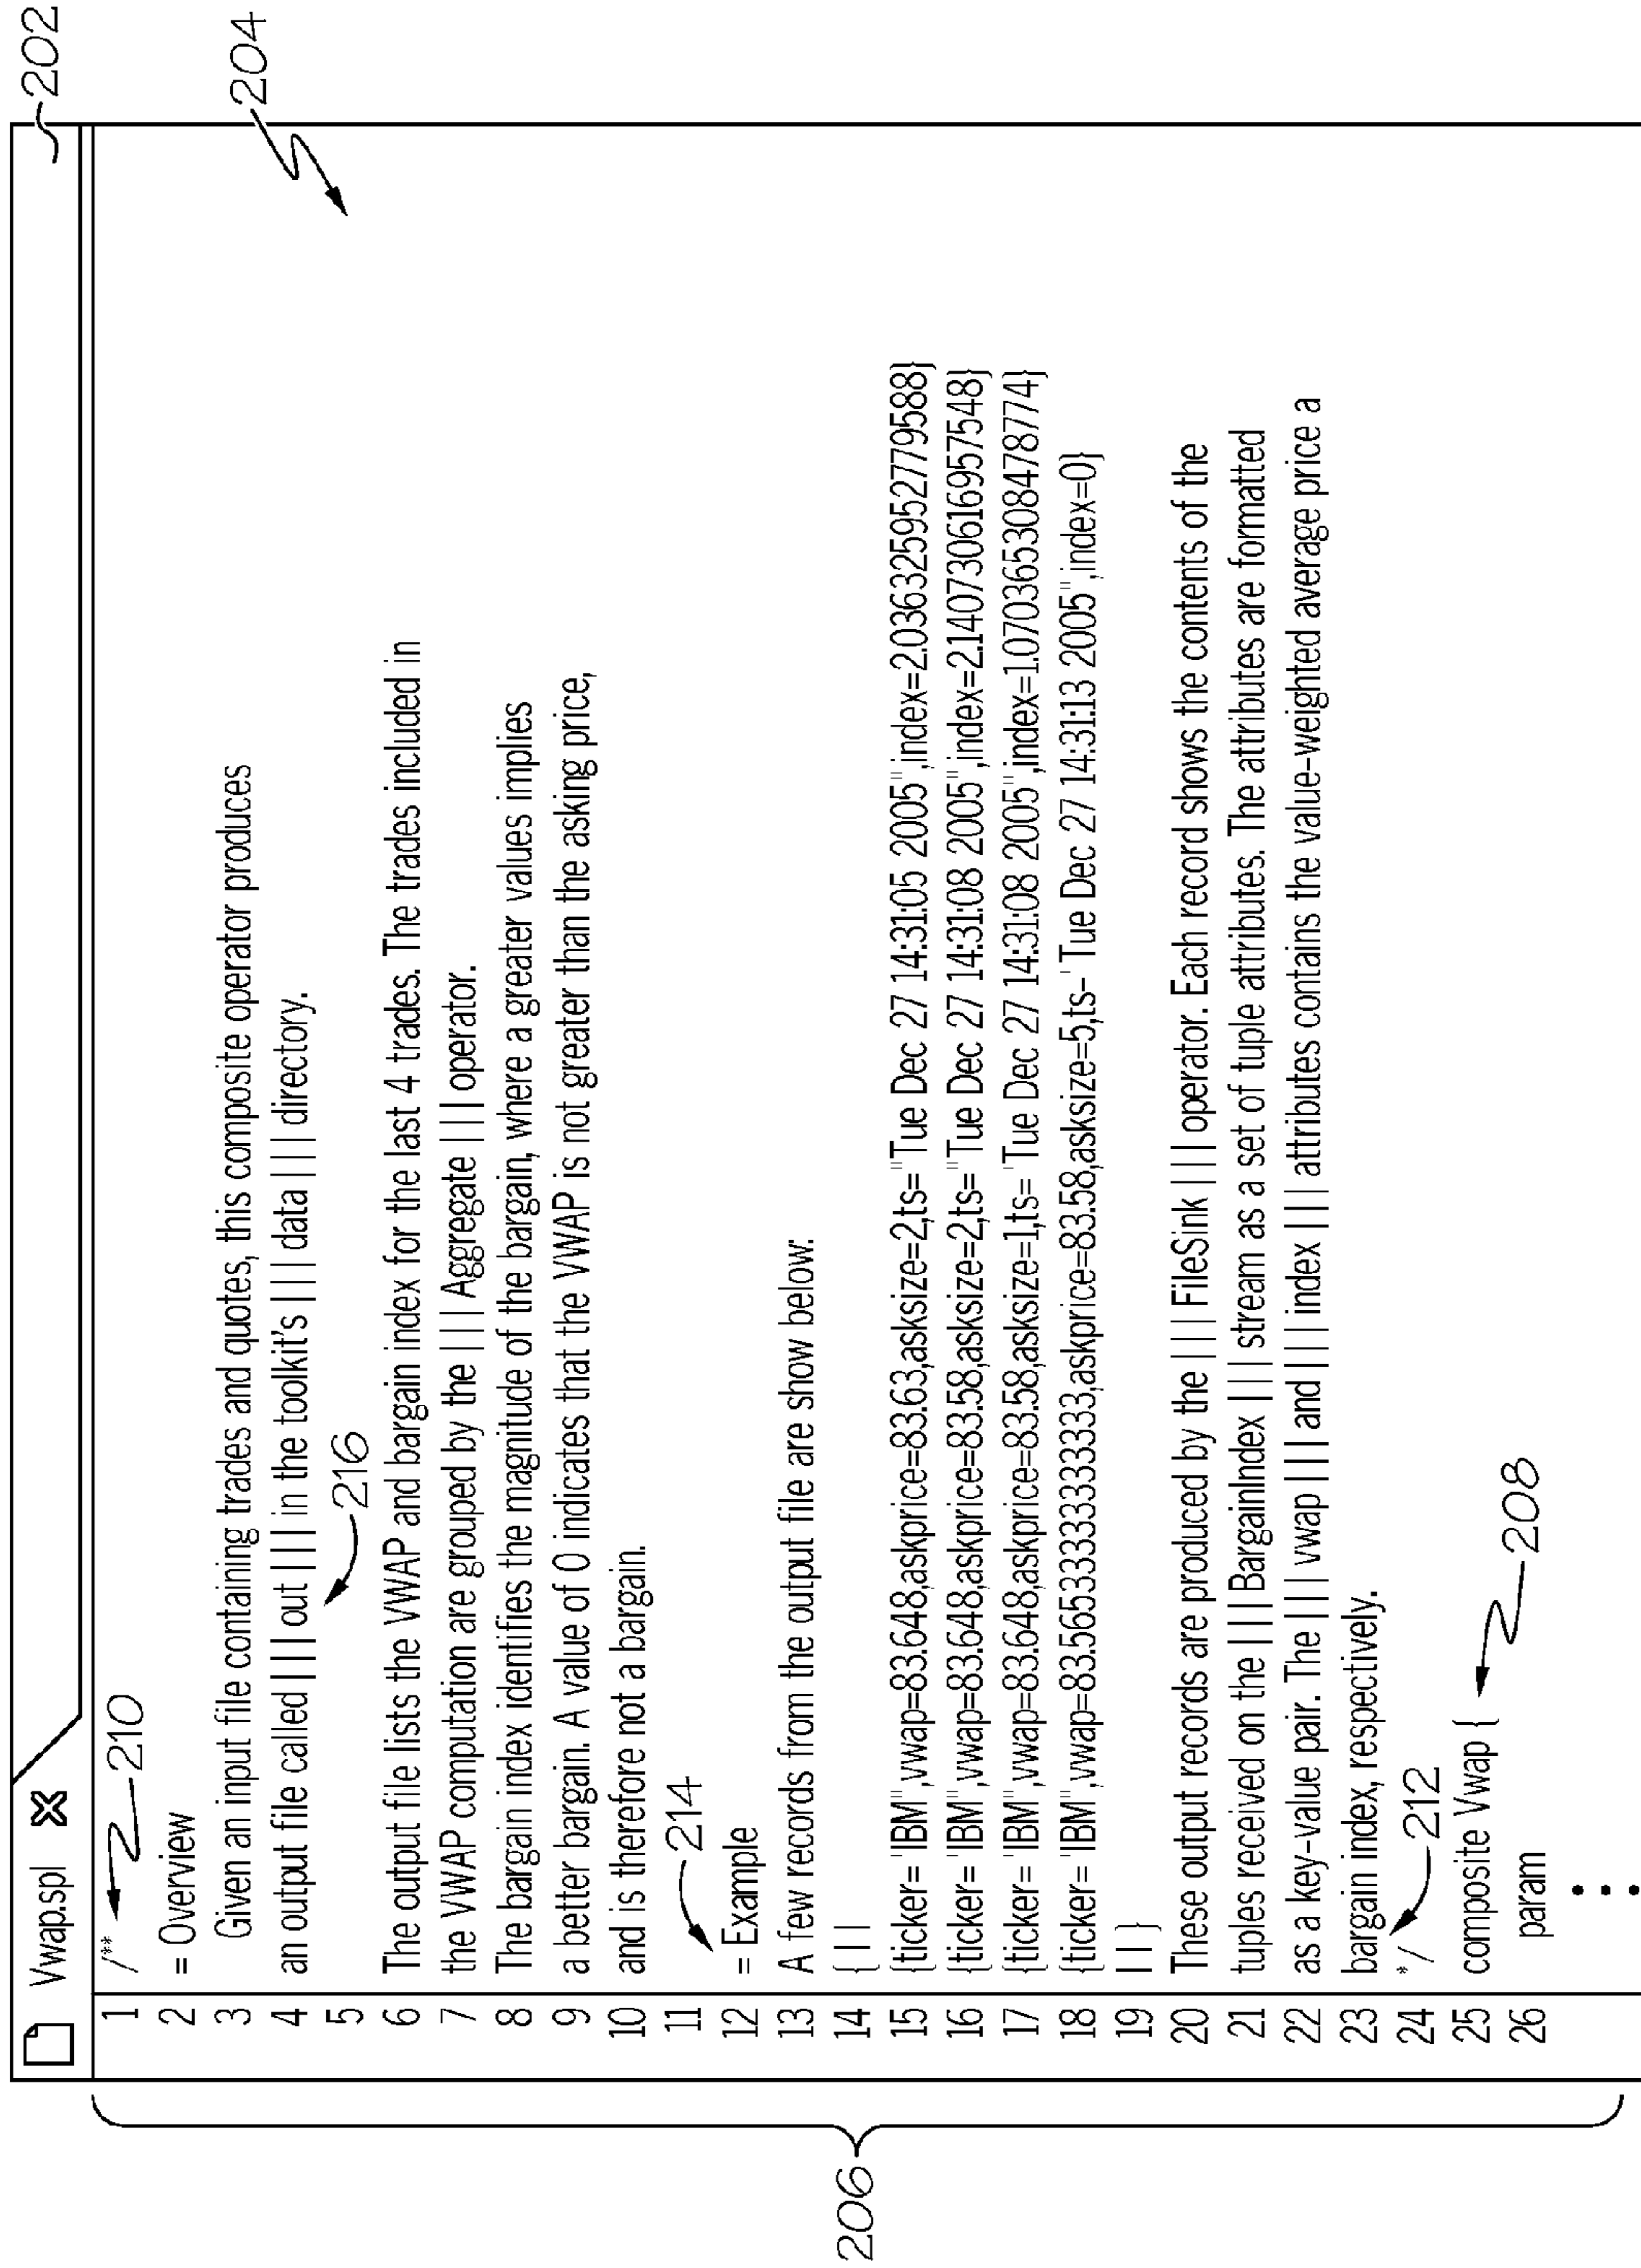 202
Vwap.spl X
204
1 /** 210
2 = Overview
3 Given an input file containing trades and quotes, this composite operator produces
4 an output file called ||| out ||| in the toolkit's ||| data ||| directory.
5 216
6 The output file lists the VWAP and bargain index for the last 4 trades. The trades included in
7 the VWAP computation are grouped by the ||| Aggregate ||| operator.
8 The bargain index identifies the magnitude of the bargain, where a greater values implies
9 a better bargain. A value of 0 indicates that the VWAP is not greater than the asking price,
10 and is therefore not a bargain.
11 214
12 = Example
13 A few records from the output file are show below:
14 {||
15 {ticker="IBM",vwap=83.648,askprice=83.63,asksize=2,ts="Tue Dec 27 14:31:05 2005",index=2.03632595277​9588}
16 {ticker="IBM",vwap=83.648,askprice=83.58,asksize=2,ts="Tue Dec 27 14:31:08 2005",index=2.14073061695​7548}
17 {ticker="IBM",vwap=83.648,askprice=83.58,asksize=1,ts="Tue Dec 27 14:31:08 2005",index=1.07036530847​8774}
18 {ticker="IBM",vwap=83.5653333333333,askprice=83.58,asksize=5,ts="Tue Dec 27 14:31:13 2005",index=0}
19 ||}
20 These output records are produced by the ||| FileSink ||| operator. Each record shows the contents of the
21 tuples received on the ||| BargainIndex ||| stream as a set of tuple attributes. The attributes are formatted
22 as a key-value pair. The ||| vwap ||| and ||| index ||| attributes contains the value-weighted average price a
23 bargain index, respectively.
24 */ 212
25 composite Vwap { 208
26 param
206